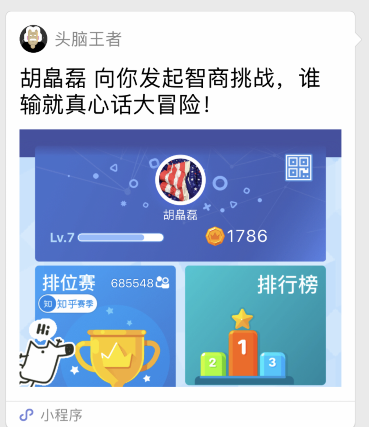 头脑王者
胡皛磊 向你发起智商挑战，谁
输就真心话大冒险！
胡皛磊
Lv.7
1786
排位赛
685548
知 知乎赛季
Hi
排行榜
1
2
3
小程序